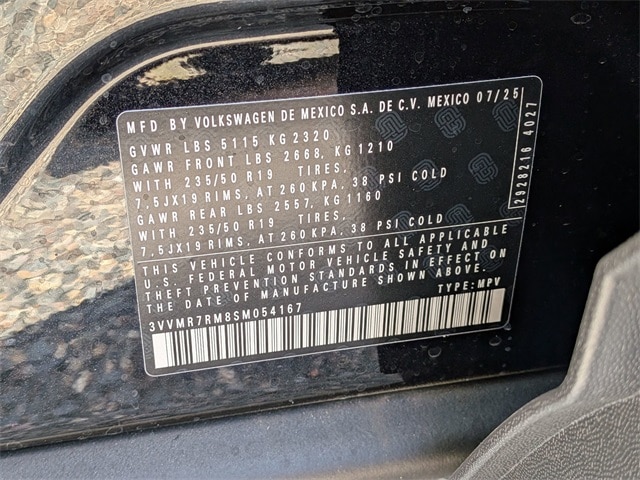 MFD BY VOLKSWAGEN DE MEXICO S.A. DE C.V. MEXICO 07/25
GVWR LBS 5115 KG 2320
GAWR FRONT LBS 2668, KG 1210
WITH 235/50 R19 TIRES,
7,5JX19 RIMS, AT 260 KPA, 38 PSI COLD
GAWR REAR LBS 2557, KG 1160
WITH 235/50 R19 TIRES,
7,5JX19 RIMS, AT 260 KPA, 38 PSI COLD
THIS VEHICLE CONFORMS TO ALL APPLICABLE
U.S. FEDERAL MOTOR VEHICLE SAFETY AND
THEFT PREVENTION STANDARDS IN EFFECT ON
THE DATE OF MANUFACTURE SHOWN ABOVE.
3VVMR7RM8SM054167 TYPE: MPV
2928216 4027